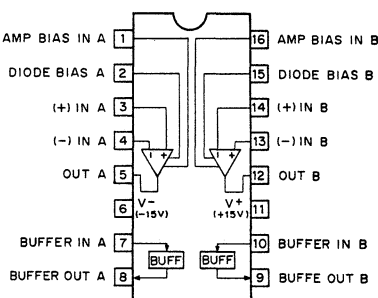 AMP BIAS IN A 1 16 AMP BIAS IN B
DIODE BIAS A 2 15 DIODE BIAS B
(+) IN A 3 14 (+) IN B
(-) IN A 4 13 (-) IN B
- + - +
OUT A 5 12 OUT B
6 V- V+ 11
(-15V) (+15V)
BUFFER IN A 7 10 BUFFER IN B
BUFF BUFF
BUFFER OUT A 8 9 BUFFE OUT B